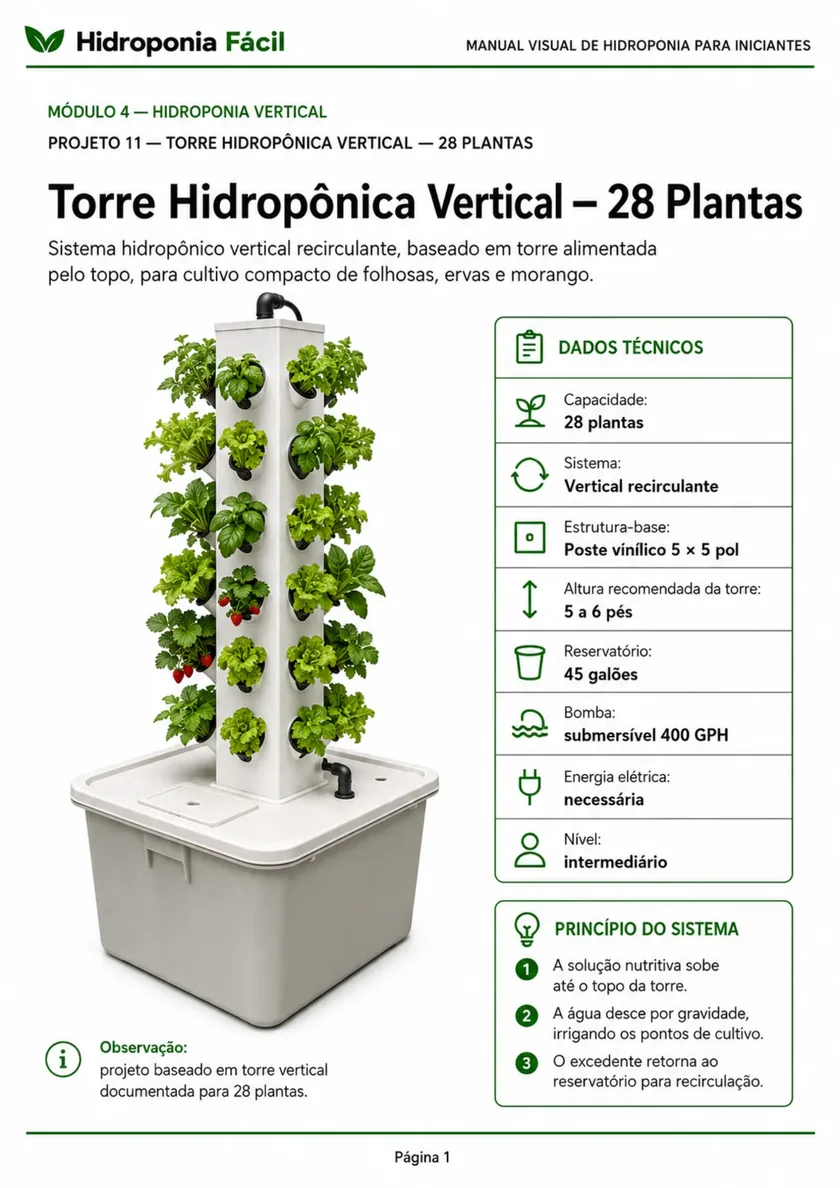 Hidroponia Fácil
MANUAL VISUAL DE HIDROPONIA PARA INICIANTES
MÓDULO 4 — HIDROPONIA VERTICAL
PROJETO 11 — TORRE HIDROPÔNICA VERTICAL — 28 PLANTAS
Torre Hidropônica Vertical – 28 Plantas
Sistema hidropônico vertical recirculante, baseado em torre alimentada
pelo topo, para cultivo compacto de folhosas, ervas e morango.
DADOS TÉCNICOS
Capacidade:
28 plantas
Sistema:
Vertical recirculante
Estrutura-base:
Poste vínílico 5 × 5 pol
Altura recomendada da torre:
5 a 6 pés
Reservatório:
45 galões
Bomba:
submersível 400 GPH
Energia elétrica:
necessária
Nível:
intermediário
PRINCÍPIO DO SISTEMA
1 A solução nutritiva sobe
até o topo da torre.
2 A água desce por gravidade,
irrigando os pontos de cultivo.
3 O excedente retorna ao
reservatório para recirculação.
Observação:
projeto baseado em torre vertical
documentada para 28 plantas.
Página 1